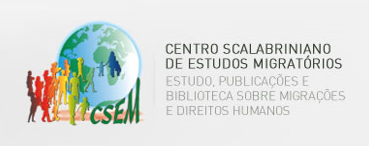 CSEM
CENTRO SCALABRINIANO
DE ESTUDOS MIGRATÓRIOS
ESTUDO, PUBLICAÇÕES E
BIBLIOTECA SOBRE MIGRAÇÕES
E DIREITOS HUMANOS